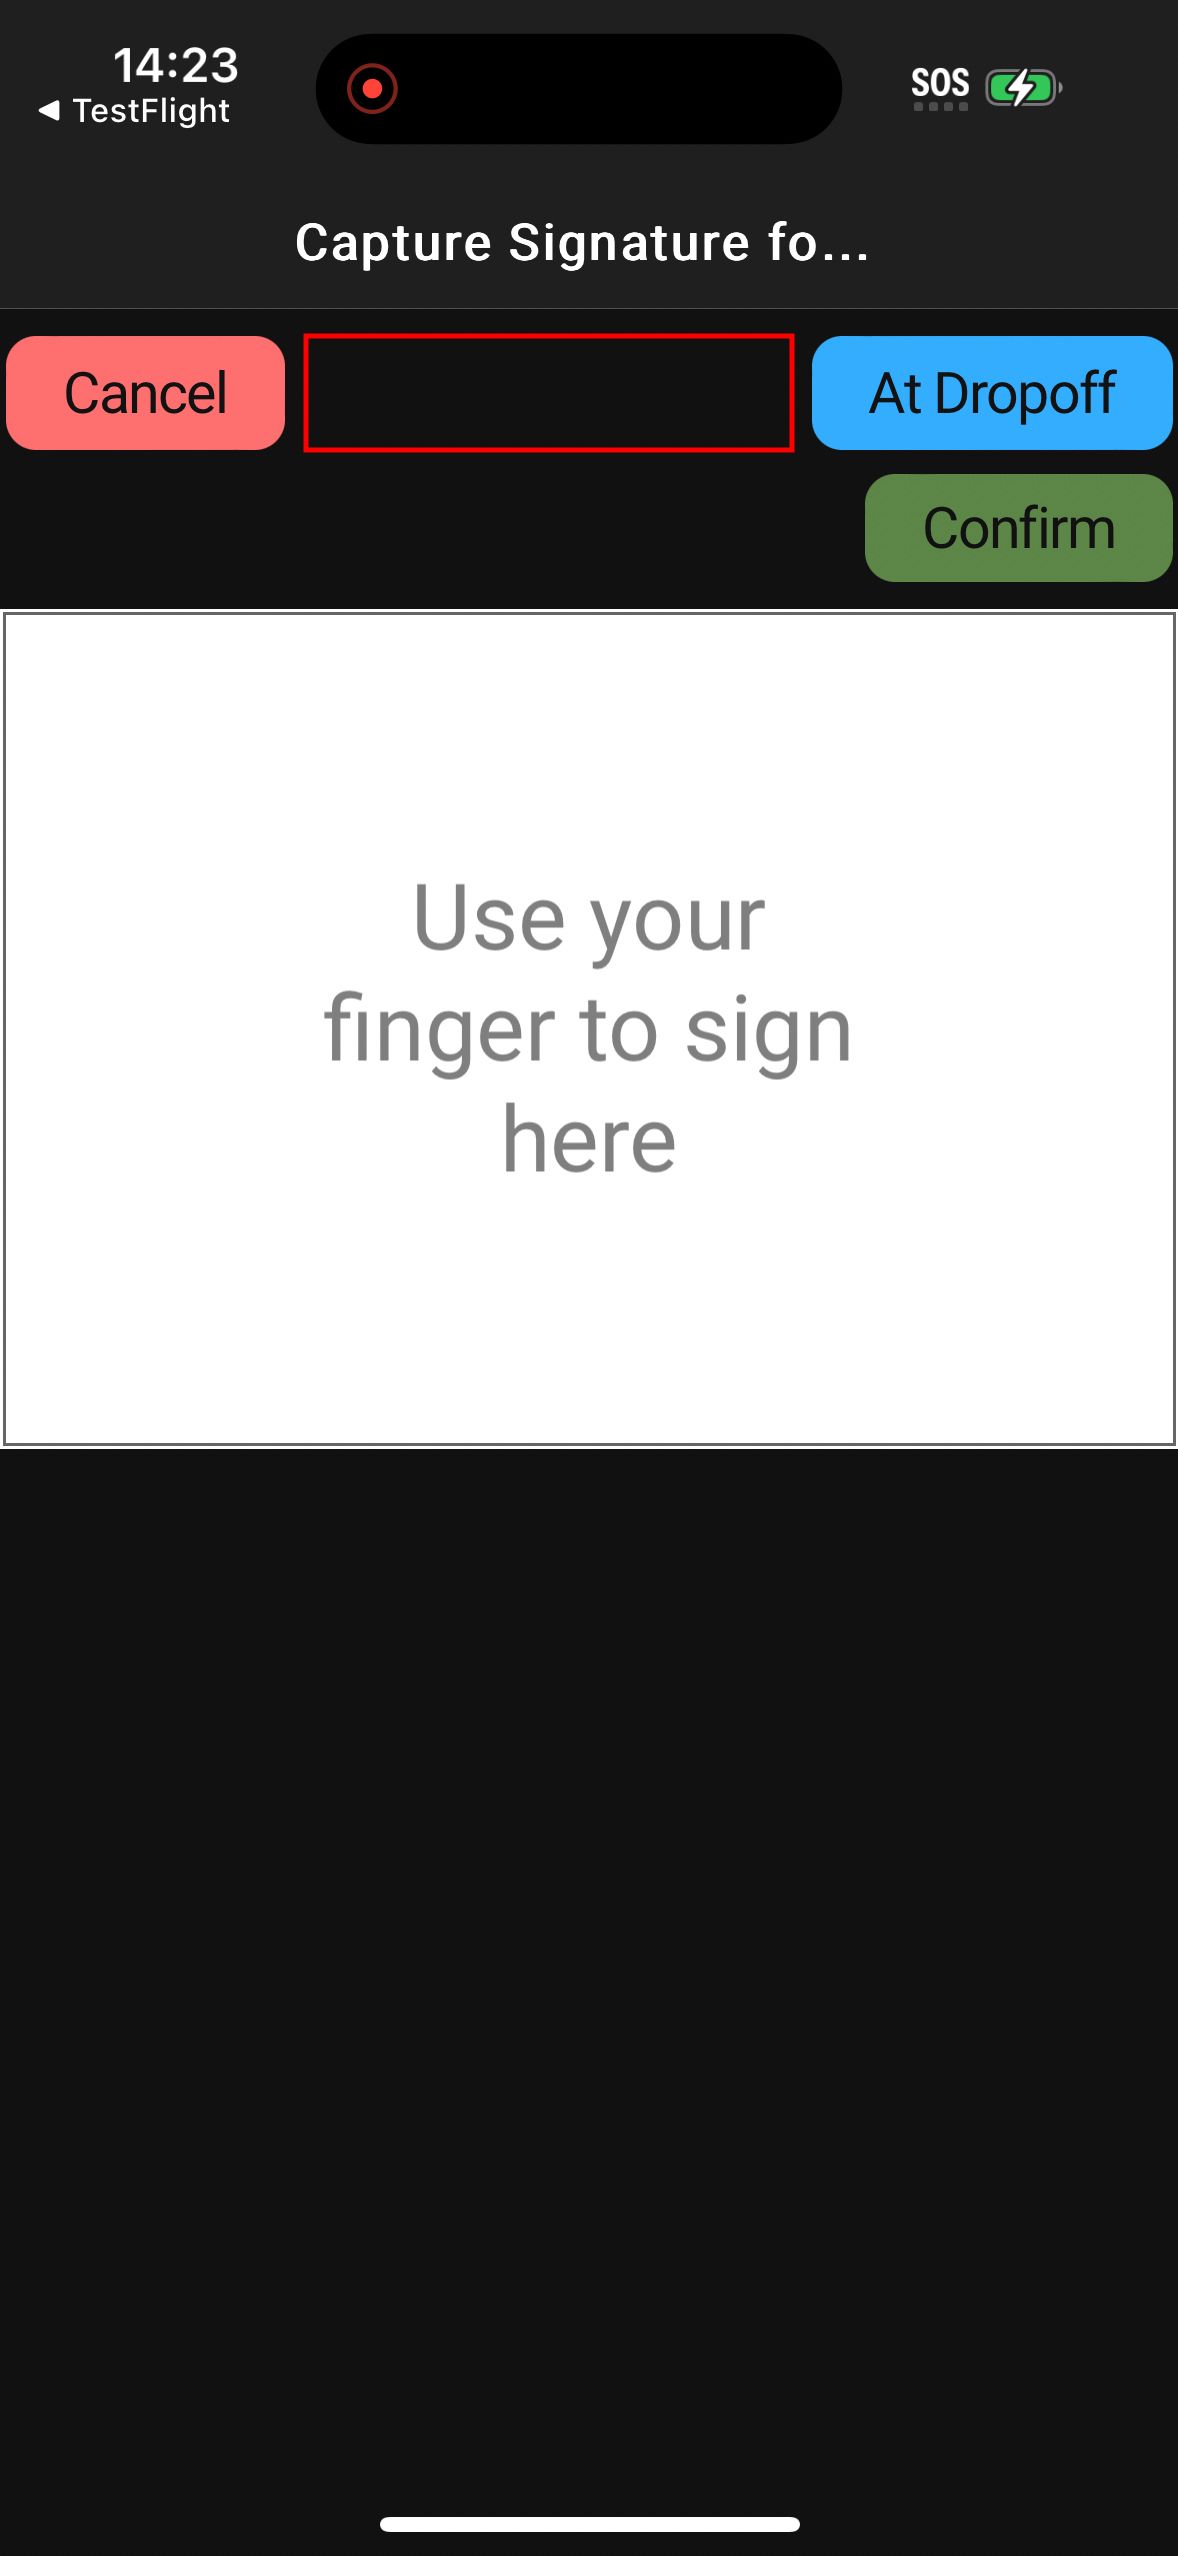 14:23
SOS
◀ TestFlight
Capture Signature fo...
Cancel
At Dropoff
Confirm
Use your
finger to sign
here